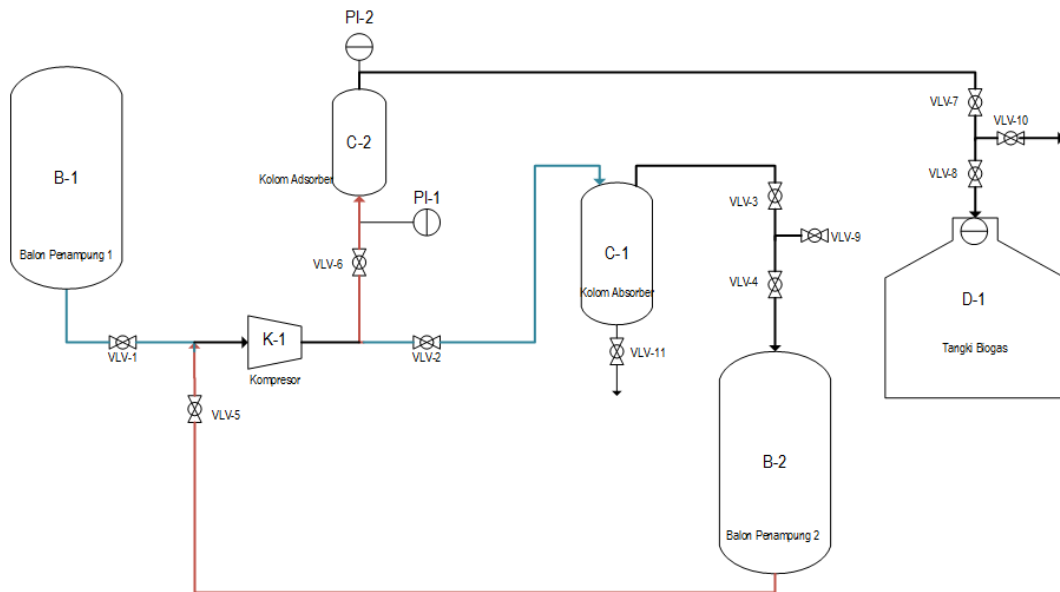 PI-2
VLV-7
VLV-10
C-2
B-1
Kolom Adsorber
VLV-8
PI-1
VLV-3
VLV-9
Balon Penampung 1
VLV-6
C-1
VLV-4
Kolom Absorber
D-1
K-1
VLV-1
VLV-2
VLV-11
Tangki Biogas
Kompresor
VLV-5
B-2
Balon Penampung 2